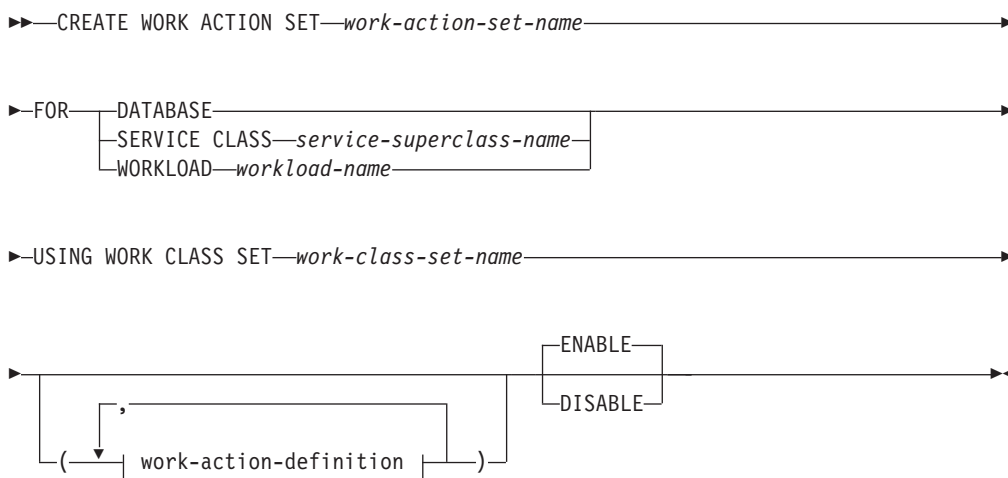 CREATE WORK ACTION SET work-action-set-name
FOR DATABASE
SERVICE CLASS service-superclass-name
WORKLOAD workload-name
USING WORK CLASS SET work-class-set-name
ENABLE
DISABLE
,
( work-action-definition )